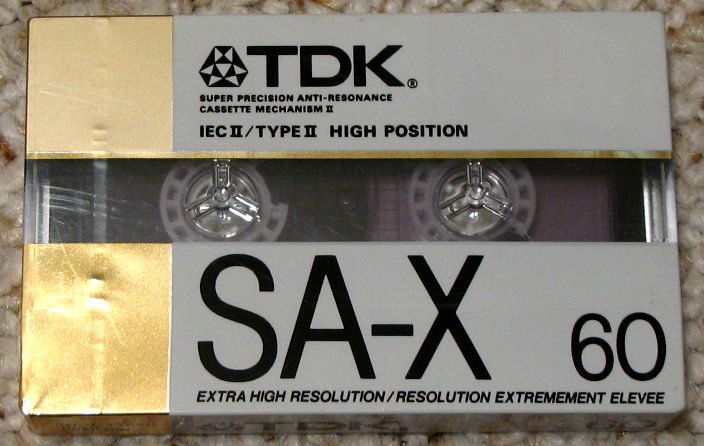 TDK®
SUPER PRECISION ANTI-RESONANCE
CASSETTE MECHANISM II
IEC II/TYPE II HIGH POSITION
SA-X 60
EXTRA HIGH RESOLUTION/RESOLUTION EXTREMEMENT ELEVEE
60